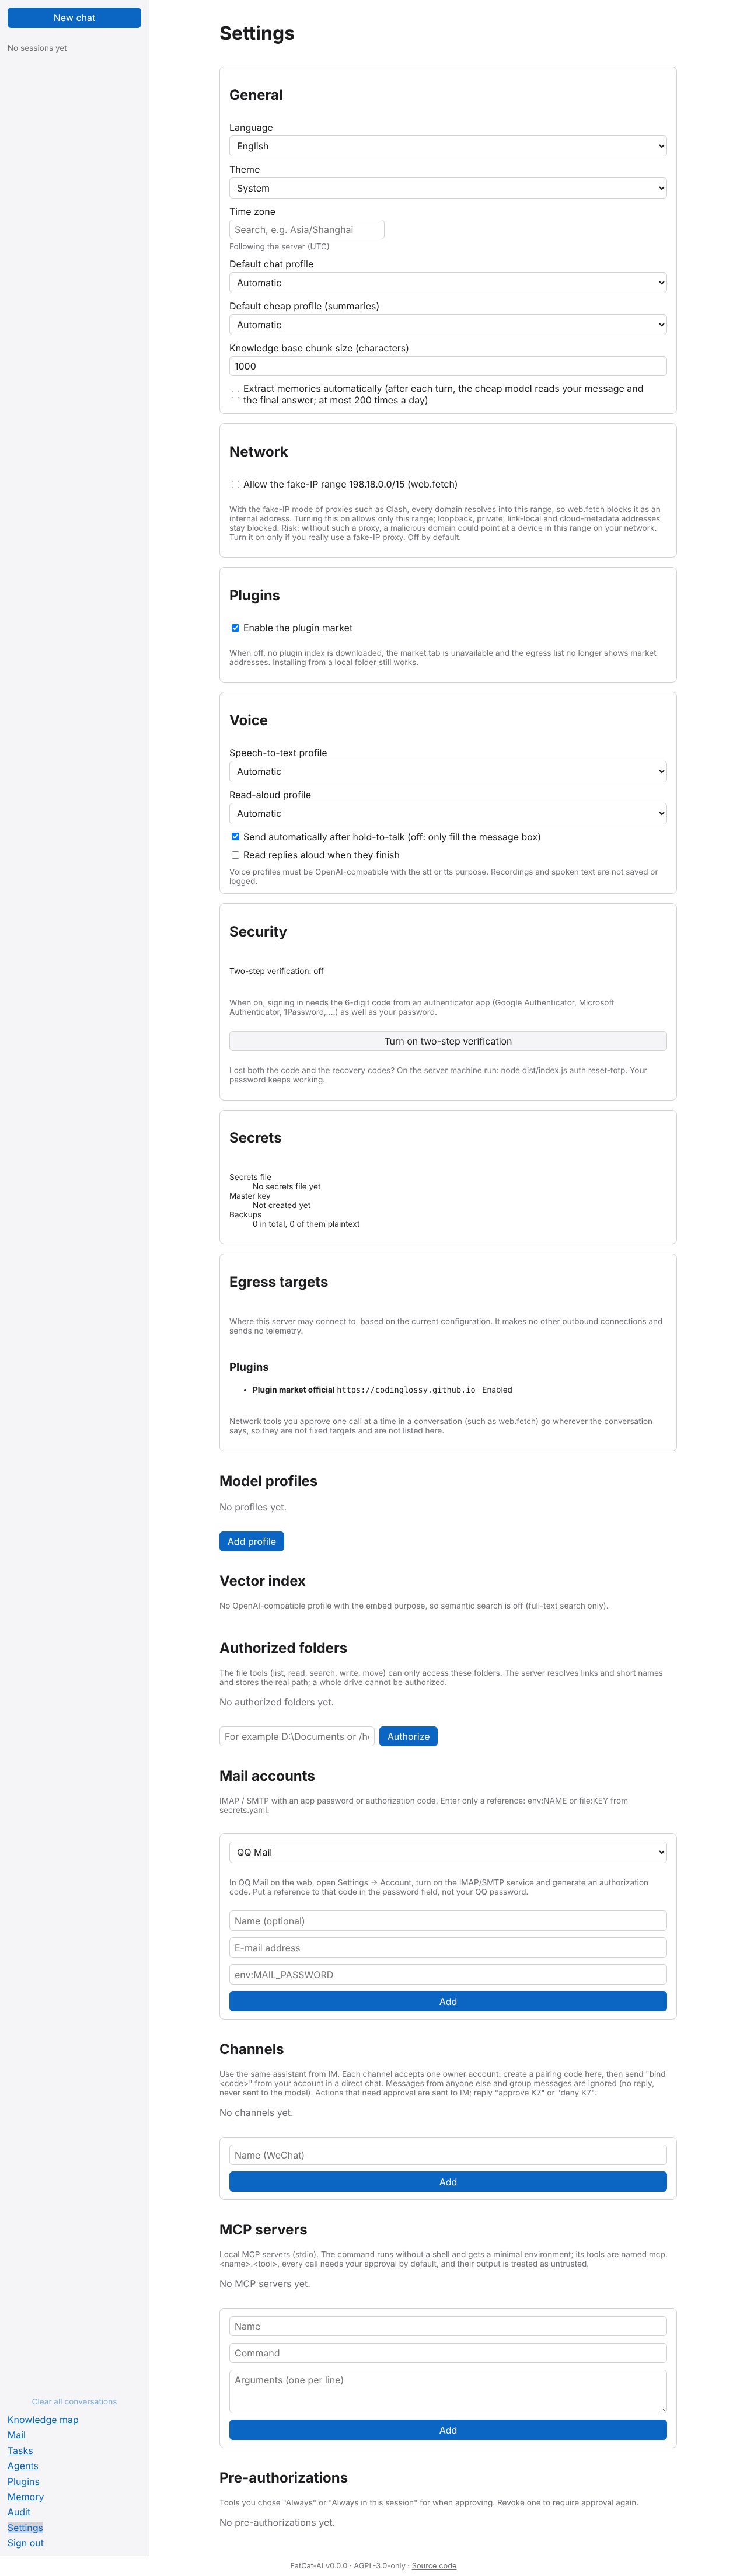 New chat
No sessions yet
Settings
General
Language
English
Theme
System
Time zone
Search, e.g. Asia/Shanghai
Following the server (UTC)
Default chat profile
Automatic
Default cheap profile (summaries)
Automatic
Knowledge base chunk size (characters)
1000
Extract memories automatically (after each turn, the cheap model reads your message and
the final answer; at most 200 times a day)
Network
Allow the fake-IP range 198.18.0.0/15 (web.fetch)
With the fake-IP mode of proxies such as Clash, every domain resolves into this range, so web.fetch blocks it as an
internal address. Turning this on allows only this range; loopback, private, link-local and cloud-metadata addresses
stay blocked. Risk: without such a proxy, a malicious domain could point at a device in this range on your network.
Turn it on only if you really use a fake-IP proxy. Off by default.
Plugins
Enable the plugin market
When off, no plugin index is downloaded, the market tab is unavailable and the egress list no longer shows market
addresses. Installing from a local folder still works.
Voice
Speech-to-text profile
Automatic
Read-aloud profile
Automatic
Send automatically after hold-to-talk (off: only fill the message box)
Read replies aloud when they finish
Voice profiles must be OpenAI-compatible with the stt or tts purpose. Recordings and spoken text are not saved or
logged.
Security
Two-step verification: off
When on, signing in needs the 6-digit code from an authenticator app (Google Authenticator, Microsoft
Authenticator, 1Password, ...) as well as your password.
Turn on two-step verification
Lost both the code and the recovery codes? On the server machine run: node dist/index.js auth reset-totp. Your
password keeps working.
Secrets
Secrets file
No secrets file yet
Master key
Not created yet
Backups
0 in total, 0 of them plaintext
Egress targets
Where this server may connect to, based on the current configuration. It makes no other outbound connections and
sends no telemetry.
Plugins
• Plugin market official https://codinglossy.github.io · Enabled
Network tools you approve one call at a time in a conversation (such as web.fetch) go wherever the conversation
says, so they are not fixed targets and are not listed here.
Model profiles
No profiles yet.
Add profile
Vector index
No OpenAI-compatible profile with the embed purpose, so semantic search is off (full-text search only).
Authorized folders
The file tools (list, read, search, write, move) can only access these folders. The server resolves links and short names
and stores the real path; a whole drive cannot be authorized.
No authorized folders yet.
For example D:\Documents or /h
Authorize
Mail accounts
IMAP / SMTP with an app password or authorization code. Enter only a reference: env:NAME or file:KEY from
secrets.yaml.
QQ Mail
In QQ Mail on the web, open Settings → Account, turn on the IMAP/SMTP service and generate an authorization
code. Put a reference to that code in the password field, not your QQ password.
Name (optional)
E-mail address
env:MAIL_PASSWORD
Add
Channels
Use the same assistant from IM. Each channel accepts one owner account: create a pairing code here, then send "bind
<code>" from your account in a direct chat. Messages from anyone else and group messages are ignored (no reply,
never sent to the model). Actions that need approval are sent to IM; reply "approve K7" or "deny K7".
No channels yet.
Name (WeChat)
Add
MCP servers
Local MCP servers (stdio). The command runs without a shell and gets a minimal environment; its tools are named mcp.
<name>.<tool>, every call needs your approval by default, and their output is treated as untrusted.
No MCP servers yet.
Name
Command
Arguments (one per line)
Add
Pre-authorizations
Tools you chose "Always" or "Always in this session" for when approving. Revoke one to require approval again.
No pre-authorizations yet.
Clear all conversations
Knowledge map
Mail
Tasks
Agents
Plugins
Memory
Audit
Settings
Sign out
FatCat-AI v0.0.0 · AGPL-3.0-only · Source code